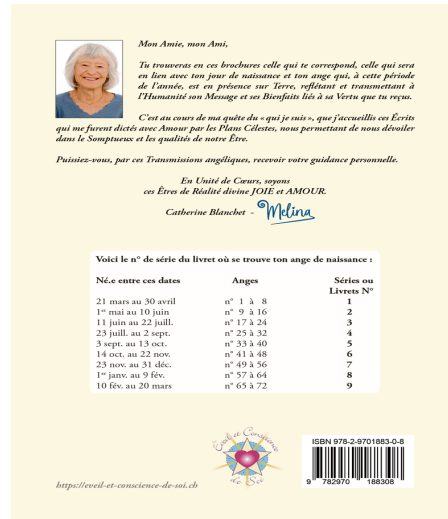 Mon Amie, mon Ami,
Tu trouveras en ces brochures celle qui te correspond, celle qui sera
en lien avec ton jour de naissance et ton ange qui, à cette période
de l'année, est en présence sur Terre, reflétant et transmettant à
l'Humanité son Message et ses Bienfaits liés à sa Vertu que tu reçus.
C'est au cours de ma quête du « qui je suis », que j'accueillis ces Écrits
qui me furent dictés avec Amour par les Plans Célestes, nous permettant de nous dévoiler
dans le Somptueux et les qualités de notre Être.
Puissiez-vous, par ces Transmissions angéliques, recevoir votre guidance personnelle.
En Unité de Cœurs, soyons
ces Êtres de Réalité divine JOIE et AMOUR.
Catherine Blanchet - Melina
Voici le n° de série du livret où se trouve ton ange de naissance :
Né.e entre ces dates Anges Séries ou
Livrets N°
21 mars au 30 avril n° 1 à 8 1
1er mai au 10 juin n° 9 à 16 2
11 juin au 22 juill. n° 17 à 24 3
23 juill. au 2 sept. n° 25 à 32 4
3 sept. au 13 oct. n° 33 à 40 5
14 oct. au 22 nov. n° 41 à 48 6
23 nov. au 31 déc. n° 49 à 56 7
1er janv. au 9 fév. n° 57 à 64 8
10 fév. au 20 mars n° 65 à 72 9
Éveil et Conscience
de Soi
ISBN 978-2-9701883-0-8
9 782970 188308
https://eveil-et-conscience-de-soi.ch